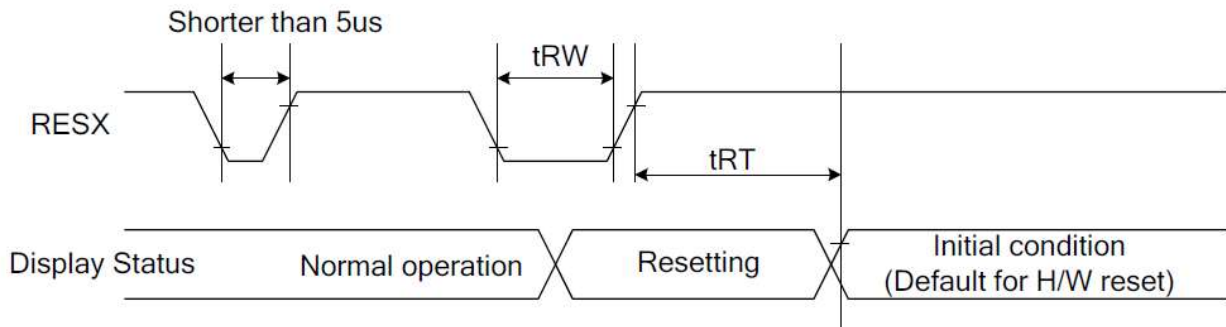 Shorter than 5us
tRW
RESX
tRT
Display Status
Normal operation
Resetting
Initial condition
(Default for H/W reset)